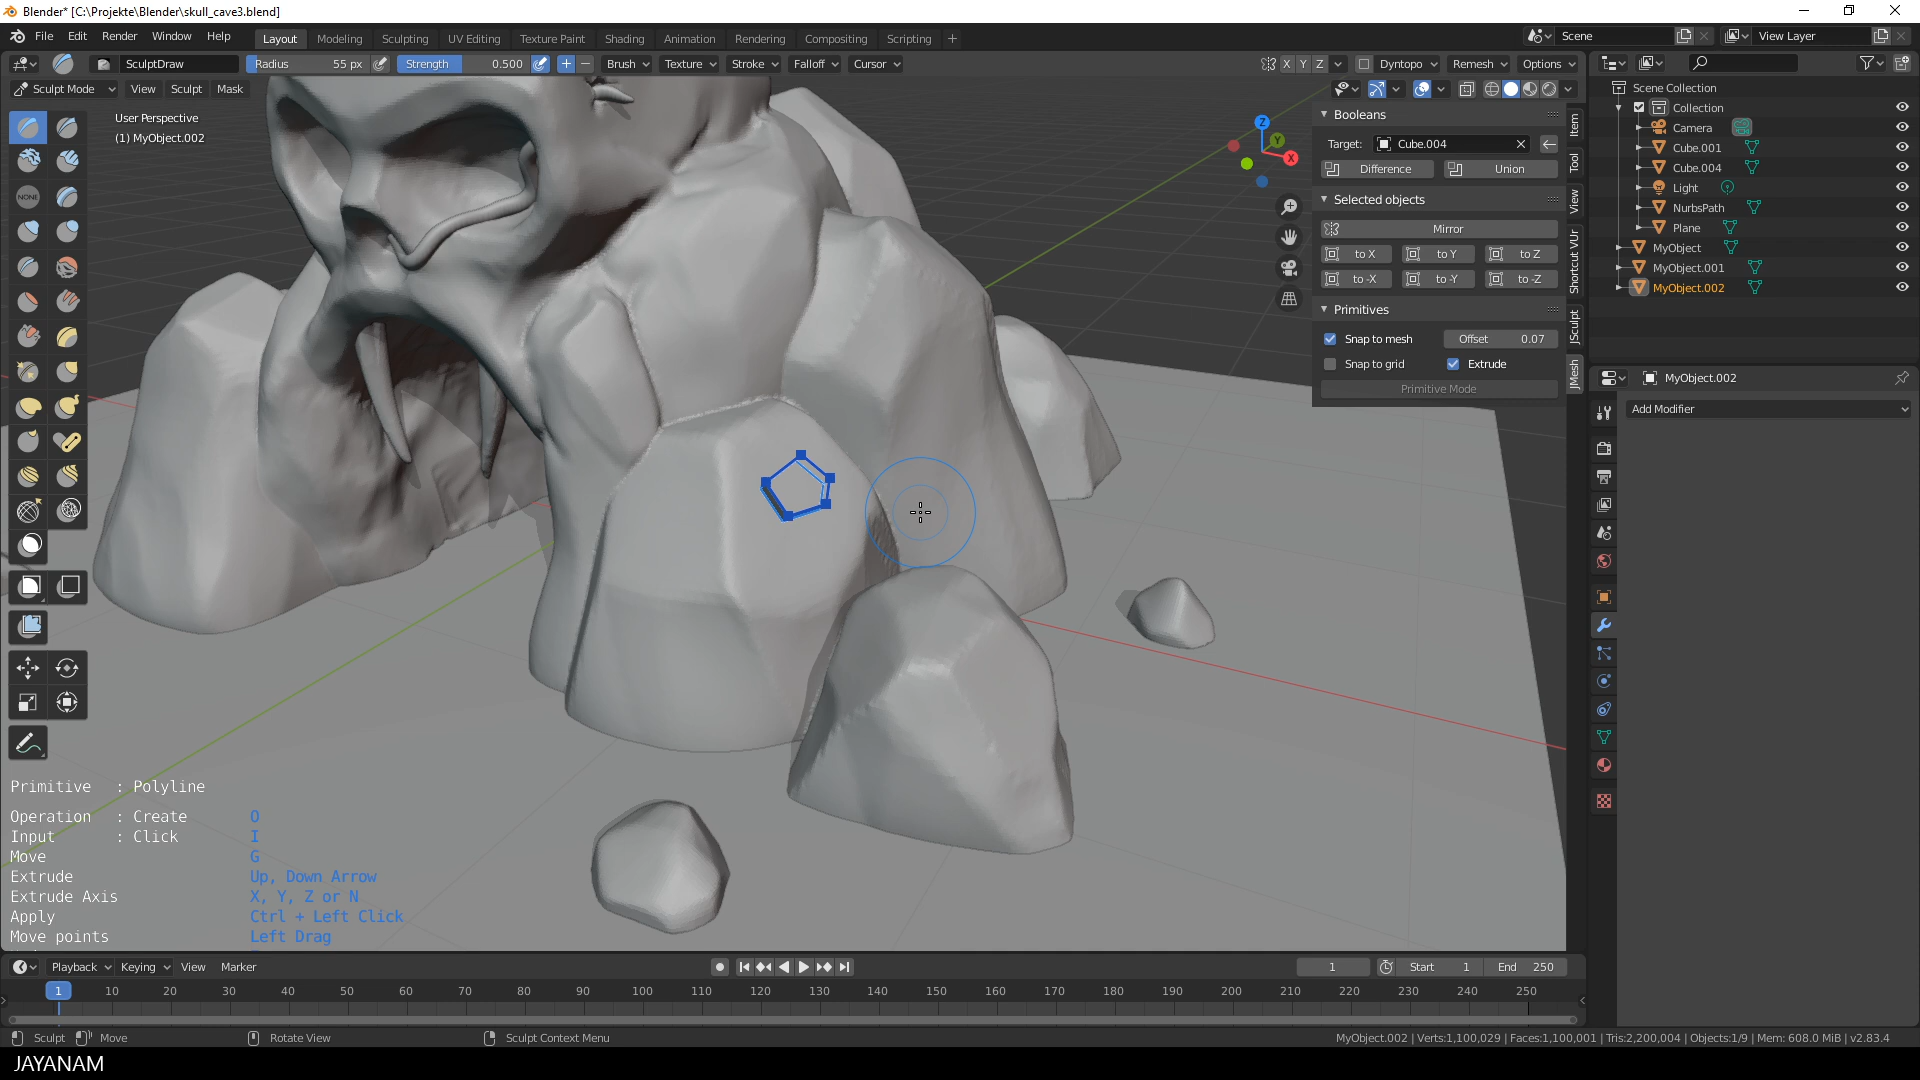 Blender* [C:\Projekte\Blender\skull_cave3.blend]
File Edit Render Window Help
Layout Modeling Sculpting UV Editing Texture Paint Shading Animation Rendering Compositing Scripting +
Scene
View Layer
SculptDraw
Radius 55 px
Strength 0.500
Brush Texture Stroke Falloff Cursor
X Y Z
Dyntopo Remesh Options
Sculpt Mode View Sculpt Mask
User Perspective
(1) MyObject.002
NONE
Z
Y
X
Booleans
Target: Cube.004
Difference Union
Selected objects
Mirror
to X to Y to Z
to -X to -Y to -Z
Primitives
Snap to mesh Offset 0.07
Snap to grid Extrude
Primitive Mode
Item
Tool
View
Shortcut VUr
JSculpt
JMesh
Scene Collection
Collection
Camera
Cube.001
Cube.004
Light
NurbsPath
Plane
MyObject
MyObject.001
MyObject.002
MyObject.002
Add Modifier
Primitive : Polyline
Operation : Create O
Input : Click I
Move G
Extrude Up, Down Arrow
Extrude Axis X, Y, Z or N
Apply Ctrl + Left Click
Move points Left Drag
Playback Keying View Marker
1 Start 1 End 250
1 10 20 30 40 50 60 70 80 90 100 110 120 130 140 150 160 170 180 190 200 210 220 230 240 250
Sculpt Move Rotate View Sculpt Context Menu
MyObject.002 | Verts:1,100,029 | Faces:1,100,001 | Tris:2,200,004 | Objects:1/9 | Mem: 608.0 MiB | v2.83.4
JAYANAM